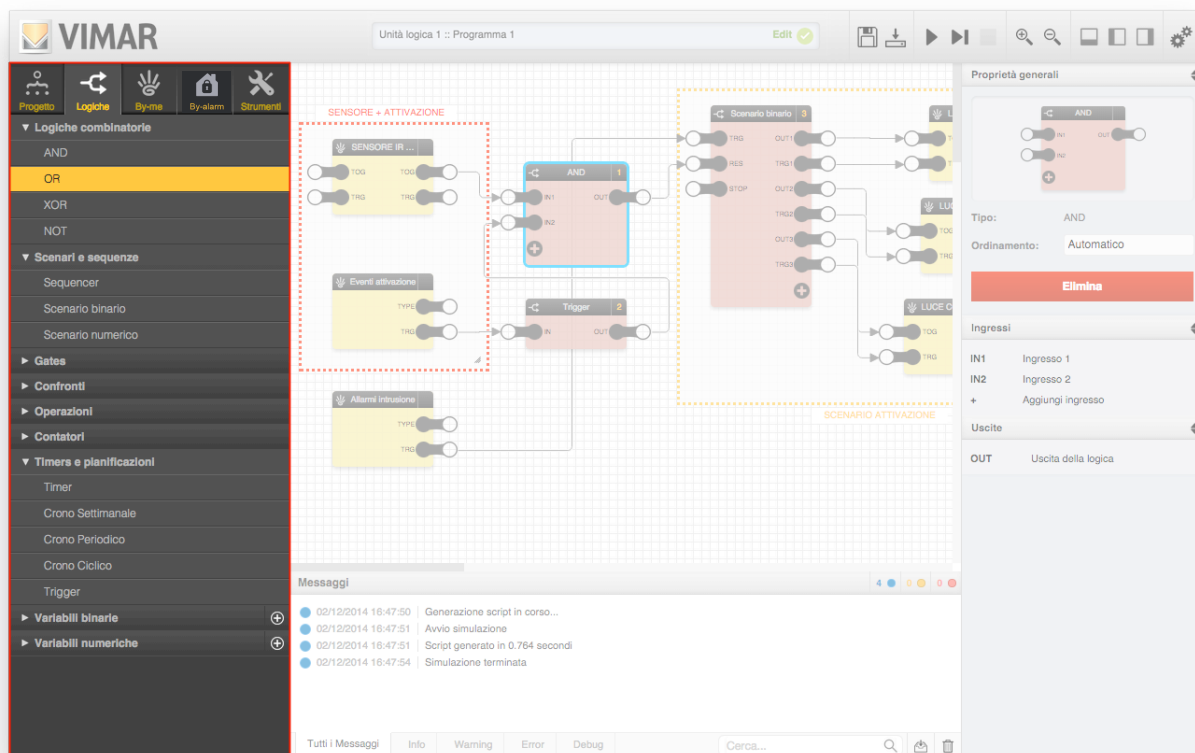 VIMAR
Unità logica 1 :: Programma 1
Edit
Progetto
Logiche
By-me
By-alarm
Strumenti
Logiche combinatorie
AND
OR
XOR
NOT
Scenari e sequenze
Sequencer
Scenario binario
Scenario numerico
Gates
Confronti
Operazioni
Contatori
Timers e pianificazioni
Timer
Crono Settimanale
Crono Periodico
Crono Ciclico
Trigger
Variabili binarie
Variabili numeriche
SENSORE + ATTIVAZIONE
SENSORE IR ...
TOG TOG
TRG TRG
Eventi attivazione
TYPE
TRG
Allarmi intrusione
TYPE
TRG
AND 1
IN1 OUT
IN2
Trigger 2
IN OUT
Scenario binario 3
TRG OUT1
RES TRG1
STOP OUT2
TRG2
OUT3
TRG3
L
T
T
LUCE
TOG
TRG
LUCE C
TOG
TRG
SCENARIO ATTIVAZIONE
Messaggi
4 0 0
02/12/2014 16:47:50 Generazione script in corso...
02/12/2014 16:47:51 Avvio simulazione
02/12/2014 16:47:51 Script generato in 0.764 secondi
02/12/2014 16:47:54 Simulazione terminata
Tutti i Messaggi Info Warning Error Debug Cerca...
Proprietà generali
AND
IN1 OUT
IN2
Tipo: AND
Ordinamento: Automatico
Elimina
Ingressi
IN1 Ingresso 1
IN2 Ingresso 2
+ Aggiungi ingresso
Uscite
OUT Uscita della logica